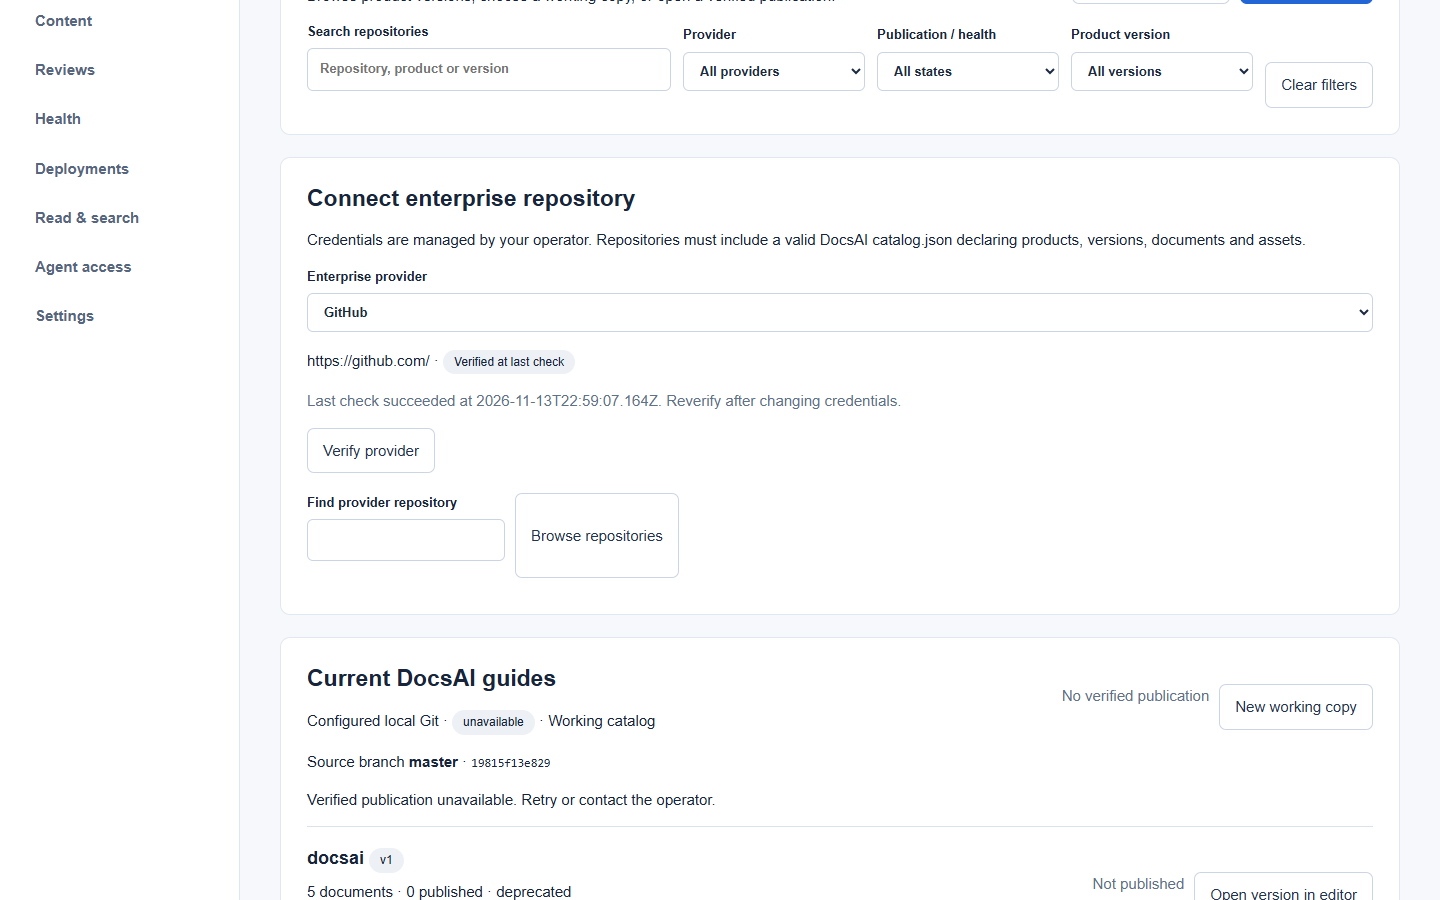 Content
Reviews
Health
Deployments
Read & search
Agent access
Settings
Search repositories
Repository, product or version
Provider
All providers
Publication / health
All states
Product version
All versions
Clear filters
Connect enterprise repository
Credentials are managed by your operator. Repositories must include a valid DocsAI catalog.json declaring products, versions, documents and assets.
Enterprise provider
GitHub
https://github.com/ · Verified at last check
Last check succeeded at 2026-11-13T22:59:07.164Z. Reverify after changing credentials.
Verify provider
Find provider repository
Browse repositories
Current DocsAI guides
Configured local Git · unavailable · Working catalog
No verified publication
New working copy
Source branch master · 19815f13e829
Verified publication unavailable. Retry or contact the operator.
docsai v1
5 documents · 0 published · deprecated
Not published
Open version in editor